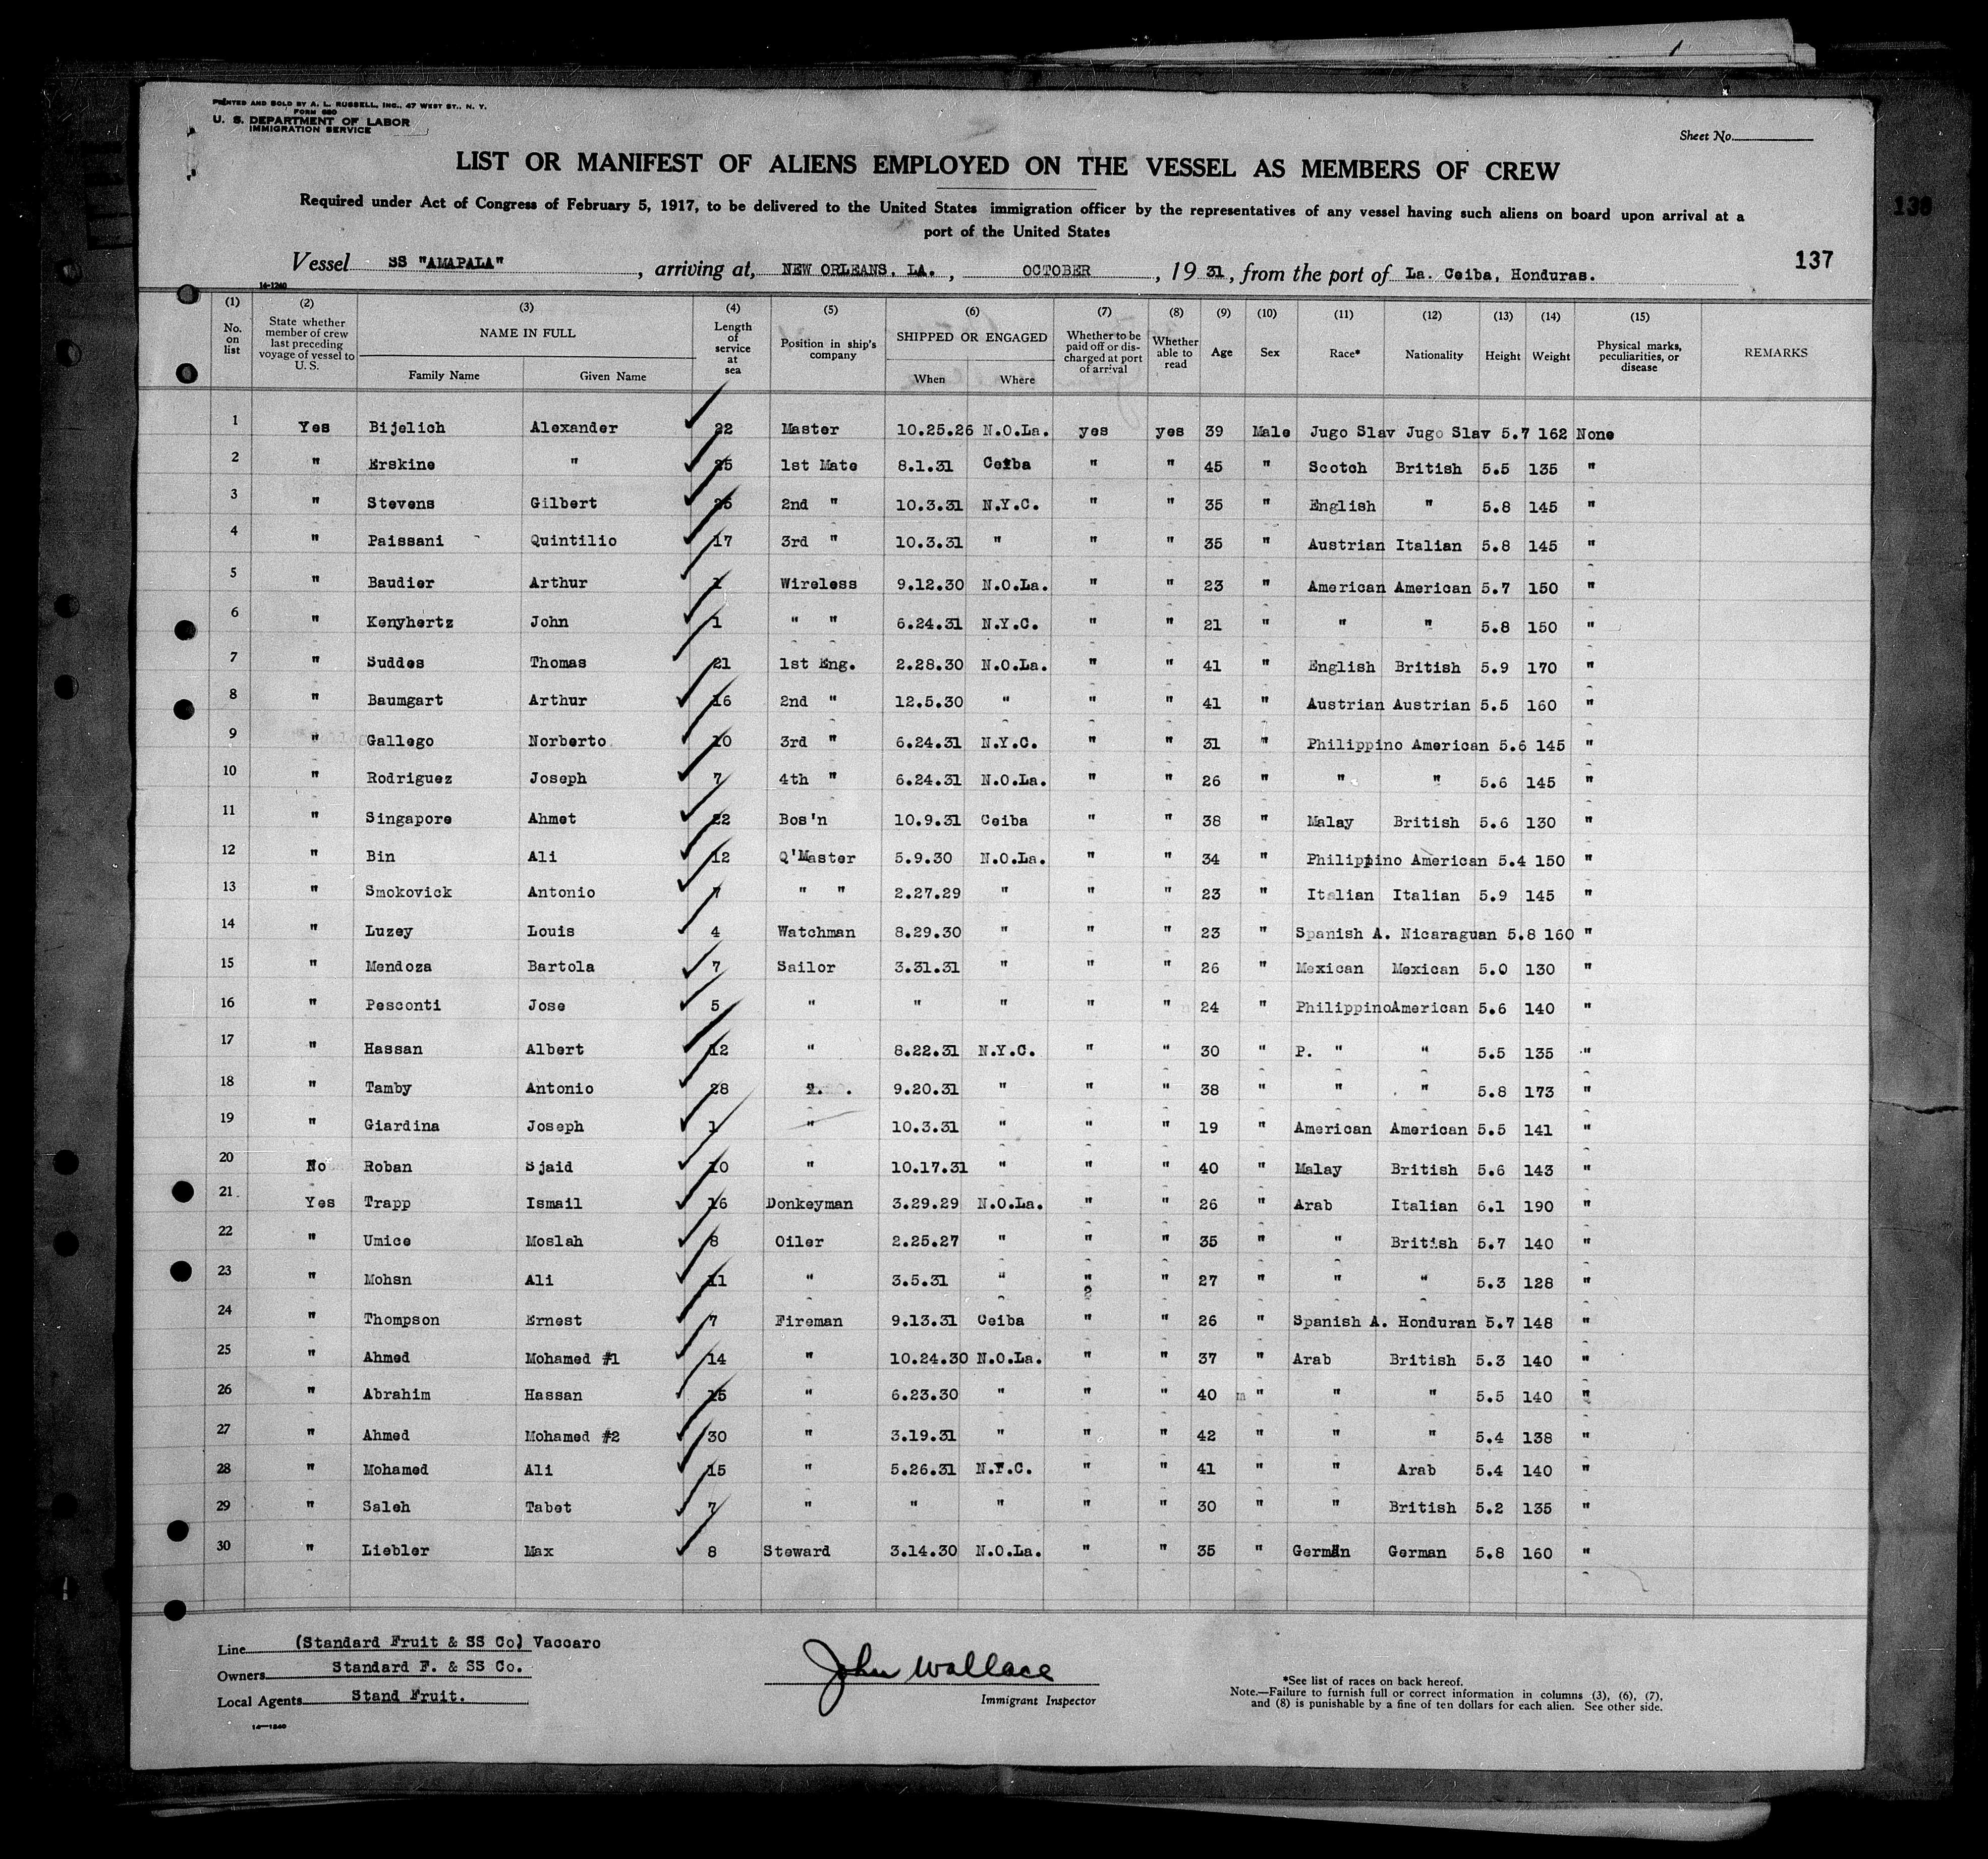 PRINTED AND SOLD BY A. L. RUSSELL, INC., 47 WEST ST., N. Y.
FORM 680
U. S. DEPARTMENT OF LABOR
IMMIGRATION SERVICE
Sheet No.
LIST OR MANIFEST OF ALIENS EMPLOYED ON THE VESSEL AS MEMBERS OF CREW
Required under Act of Congress of February 5, 1917, to be delivered to the United States immigration officer by the representatives of any vessel having such aliens on board upon arrival at a
port of the United States
138
137
Vessel SS "AMAPALA", arriving at, NEW ORLEANS, LA., OCTOBER, 19 31, from the port of La. Ceiba, Honduras.
14-1240
(1) (2) (3) (4) (5) (6) (7) (8) (9) (10) (11) (12) (13) (14) (15)
No. on list State whether member of crew last preceding voyage of vessel to U. S. NAME IN FULL Length of service at sea Position in ship's company SHIPPED OR ENGAGED Whether to be paid off or discharged at port of arrival Whether able to read Age Sex Race* Nationality Height Weight Physical marks, peculiarities, or disease REMARKS
Family Name Given Name When Where
1 Yes Bijelich Alexander 22 Master 10.25.26 N.O.La. yes yes 39 Male Jugo Slav Jugo Slav 5.7 162 None
2 " Erskine " 25 1st Mate 8.1.31 Ceiba " " 45 " Scotch British 5.5 135 "
3 " Stevens Gilbert 25 2nd " 10.3.31 N.Y.C. " " 35 " English " 5.8 145 "
4 " Paissani Quintilio 17 3rd " 10.3.31 " " " 35 " Austrian Italian 5.8 145 "
5 " Baudier Arthur 1 Wireless 9.12.30 N.O.La. " " 23 " American American 5.7 150 "
6 " Kenyhertz John 1 " " 6.24.31 N.Y.C. " " 21 " " " 5.8 150 "
7 " Suddes Thomas 21 1st Eng. 2.28.30 N.O.La. " " 41 " English British 5.9 170 "
8 " Baumgart Arthur 16 2nd " 12.5.30 " " " 41 " Austrian Austrian 5.5 160 "
9 " Gallego Norberto 10 3rd " 6.24.31 N.Y.C. " " 31 " Philippino American 5.6 145 "
10 " Rodriguez Joseph 7 4th " 6.24.31 N.O.La. " " 26 " " " 5.6 145 "
11 " Singapore Ahmet 22 Bos'n 10.9.31 Ceiba " " 38 " Malay British 5.6 130 "
12 " Bin Ali 12 Q'Master 5.9.30 N.O.La. " " 34 " Philippino American 5.4 150 "
13 " Smokovick Antonio 7 " " 2.27.29 " " " 23 " Italian Italian 5.9 145 "
14 " Luzey Louis 4 Watchman 8.29.30 " " " 23 " Spanish A. Nicaraguan 5.8 160 "
15 " Mendoza Bartola 7 Sailor 3.31.31 " " " 26 " Mexican Mexican 5.0 130 "
16 " Pesconti Jose 5 " " " " " 24 " Philippino American 5.6 140 "
17 " Hassan Albert 12 " 8.22.31 N.Y.C. " " 30 " P. " " 5.5 135 "
18 " Tamby Antonio 28 " 9.20.31 " " " 38 " " " 5.8 173 "
19 " Giardina Joseph 1 " 10.3.31 " " " 19 " American American 5.5 141 "
20 No Roban Sjaid 10 " 10.17.31 " " " 40 " Malay British 5.6 143 "
21 Yes Trapp Ismail 16 Donkeyman 3.29.29 N.O.La. " " 26 " Arab Italian 6.1 190 "
22 " Umice Moslah 8 Oiler 2.25.27 " " " 35 " " British 5.7 140 "
23 " Mohsn Ali 11 " 3.5.31 " " " 27 " " " 5.3 128 "
24 " Thompson Ernest 7 Fireman 9.13.31 Ceiba " " 26 " Spanish A. Honduran 5.7 148 "
25 " Ahmed Mohamed #1 14 " 10.24.30 N.O.La. " " 37 " Arab British 5.3 140 "
26 " Abrahim Hassan 15 " 6.23.30 " " " 40 " " " 5.5 140 "
27 " Ahmed Mohamed #2 30 " 3.19.31 " " " 42 " " " 5.4 138 "
28 " Mohamed Ali 15 " 5.26.31 N.Y.C. " " 41 " " Arab 5.4 140 "
29 " Saleh Tabet 7 " " " " " 30 " " British 5.2 135 "
30 " Liebler Max 8 Steward 3.14.30 N.O.La. " " 35 " German German 5.8 160 "
Line (Standard Fruit & SS Co) Vaccaro
Owners Standard F. & SS Co.
Local Agents Stand Fruit.
14-1240
John Wallace
Immigrant Inspector
*See list of races on back hereof.
Note.—Failure to furnish full or correct information in columns (3), (6), (7),
and (8) is punishable by a fine of ten dollars for each alien. See other side.